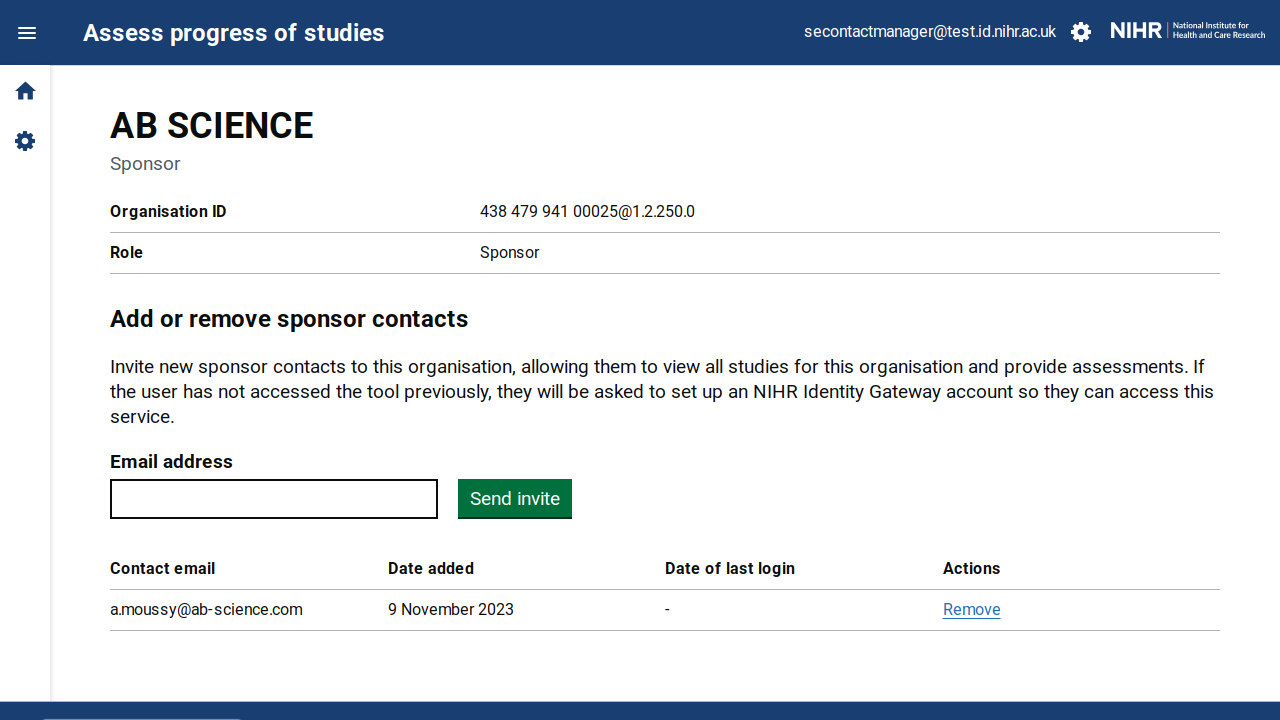 Assess progress of studies
secontactmanager@test.id.nihr.ac.uk
NIHR
National Institute for
Health and Care Research
AB SCIENCE
Sponsor
Organisation ID
438 479 941 00025@1.2.250.0
Role
Sponsor
Add or remove sponsor contacts
Invite new sponsor contacts to this organisation, allowing them to view all studies for this organisation and provide assessments. If
the user has not accessed the tool previously, they will be asked to set up an NIHR Identity Gateway account so they can access this
service.
Email address
Send invite
Contact email
Date added
Date of last login
Actions
a.moussy@ab-science.com
9 November 2023
-
Remove